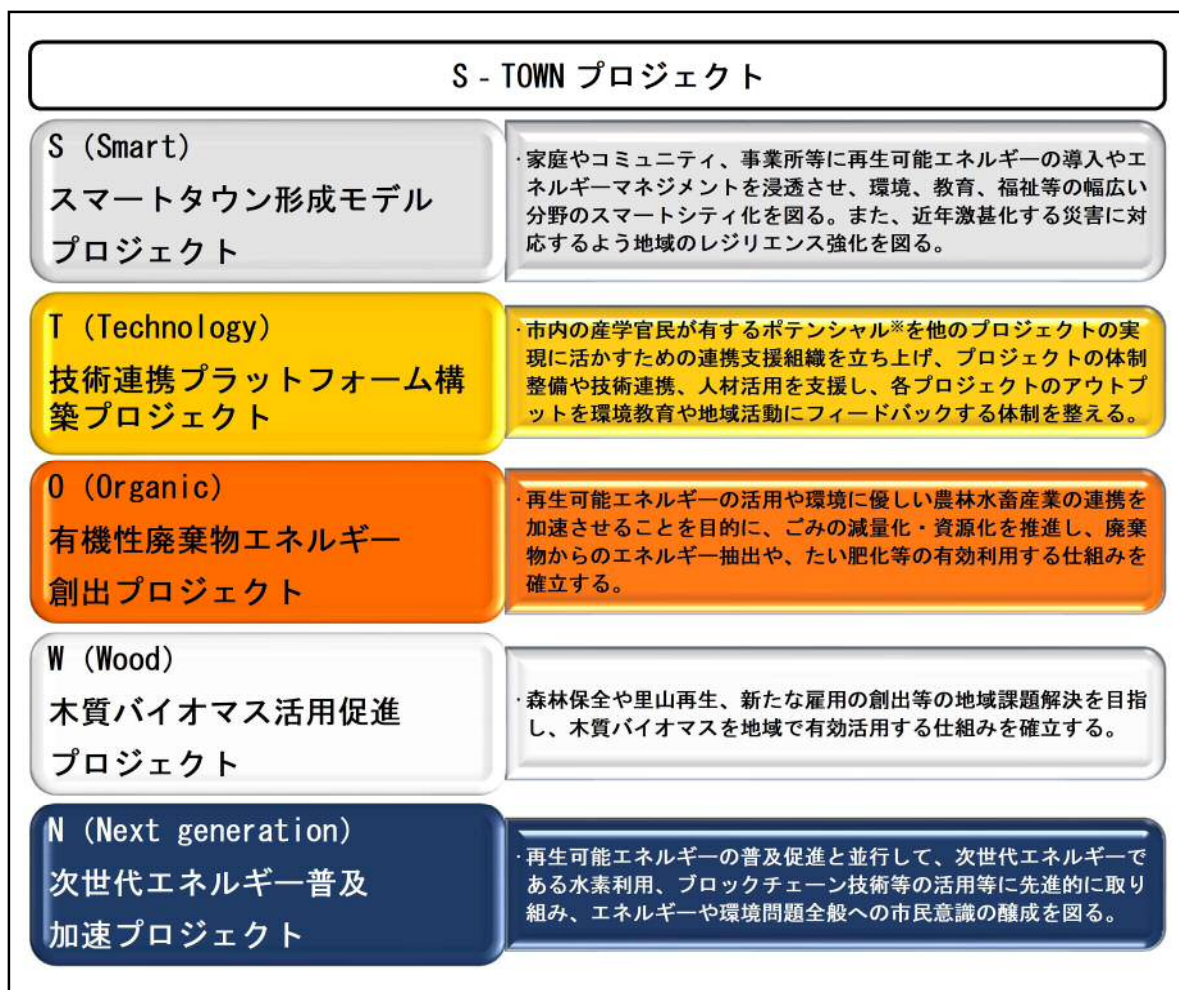 S - TOWN プロジェクト
S (Smart)
スマートタウン形成モデル
プロジェクト
・家庭やコミュニティ、事業所等に再生可能エネルギーの導入やエ
ネルギーマネジメントを浸透させ、環境、教育、福祉等の幅広い
分野のスマートシティ化を図る。また、近年激甚化する災害に対
応するよう地域のレジリエンス強化を図る。
T (Technology)
技術連携プラットフォーム構
築プロジェクト
・市内の産学官民が有するポテンシャル※を他のプロジェクトの実
現に活かすための連携支援組織を立ち上げ、プロジェクトの体制
整備や技術連携、人材活用を支援し、各プロジェクトのアウトプ
ットを環境教育や地域活動にフィードバックする体制を整える。
O (Organic)
有機性廃棄物エネルギー
創出プロジェクト
・再生可能エネルギーの活用や環境に優しい農林水畜産業の連携を
加速させることを目的に、ごみの減量化・資源化を推進し、廃棄
物からのエネルギー抽出や、たい肥化等の有効利用する仕組みを
確立する。
W (Wood)
木質バイオマス活用促進
プロジェクト
・森林保全や里山再生、新たな雇用の創出等の地域課題解決を目指
し、木質バイオマスを地域で有効活用する仕組みを確立する。
N (Next generation)
次世代エネルギー普及
加速プロジェクト
・再生可能エネルギーの普及促進と並行して、次世代エネルギーで
ある水素利用、ブロックチェーン技術等の活用等に先進的に取り
組み、エネルギーや環境問題全般への市民意識の醸成を図る。